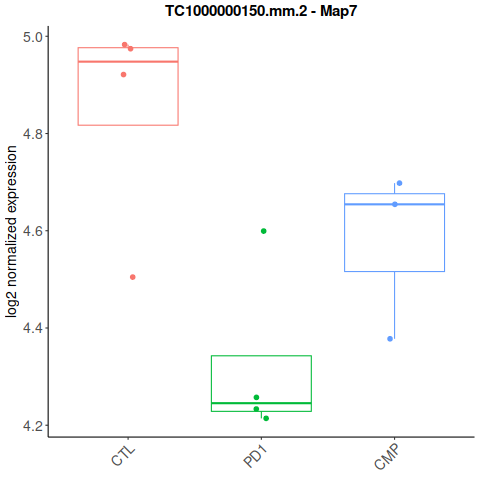 TC1000000150.mm.2 - Map7
log2 normalized expression
5.0
4.8
4.6
4.4
4.2
CTL
PD1
CMP